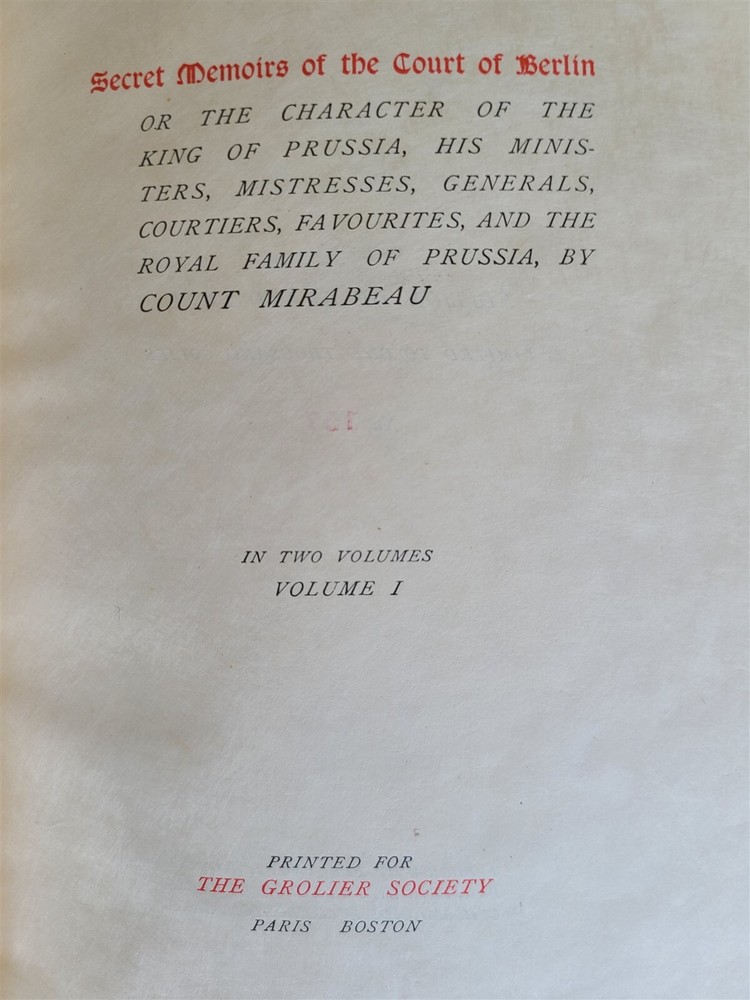 Secret Memoirs of the Court of Berlin
OR THE CHARACTER OF THE
KING OF PRUSSIA, HIS MINIS-
TERS, MISTRESSES, GENERALS,
COURTIERS, FAVOURITES, AND THE
ROYAL FAMILY OF PRUSSIA, BY
COUNT MIRABEAU
IN TWO VOLUMES
VOLUME I
PRINTED FOR
THE GROLIER SOCIETY
PARIS BOSTON